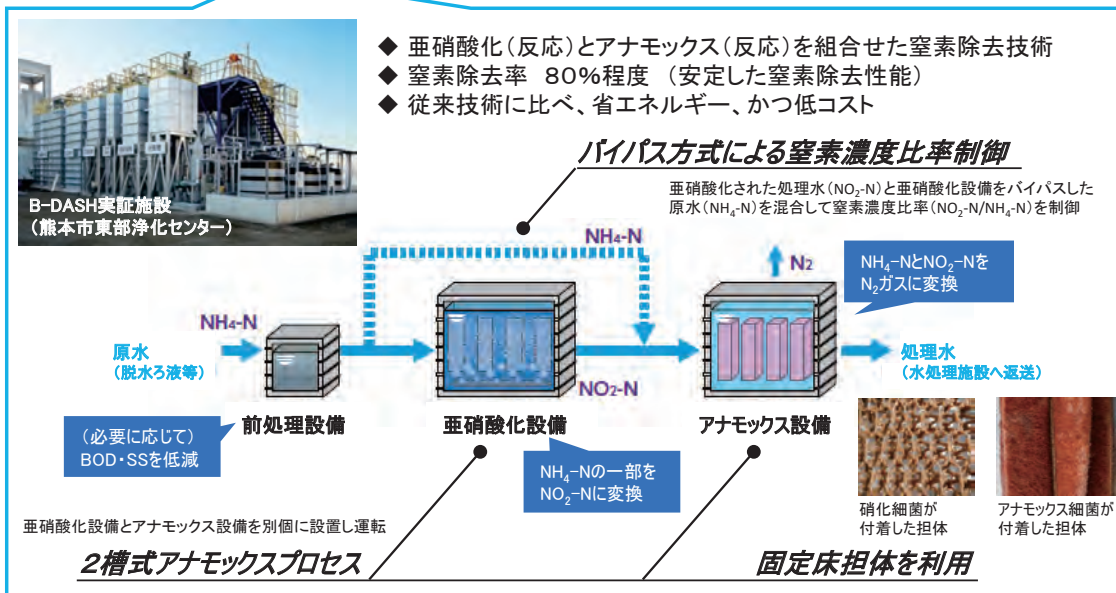 ◆ 亜硝酸化(反応)とアナモックス(反応)を組合せた窒素除去技術
◆ 窒素除去率 80%程度 (安定した窒素除去性能)
◆ 従来技術に比べ、省エネルギー、かつ低コスト
B-DASH実証施設
(熊本市東部浄化センター)
バイパス方式による窒素濃度比率制御
亜硝酸化された処理水(NO₂-N)と亜硝酸化設備をバイパスした
原水(NH₄-N)を混合して窒素濃度比率(NO₂-N/NH₄-N)を制御
NH₄-N
N₂
NH₄-NとNO₂-Nを
N₂ガスに変換
NH₄-N
原水
(脱水ろ液等)
処理水
(水処理施設へ返送)
NO₂-N
前処理設備
亜硝酸化設備
アナモックス設備
(必要に応じて)
BOD・SSを低減
NH₄-Nの一部を
NO₂-Nに変換
硝化細菌が
付着した担体
アナモックス細菌が
付着した担体
亜硝酸化設備とアナモックス設備を別個に設置し運転
2槽式アナモックスプロセス
固定床担体を利用